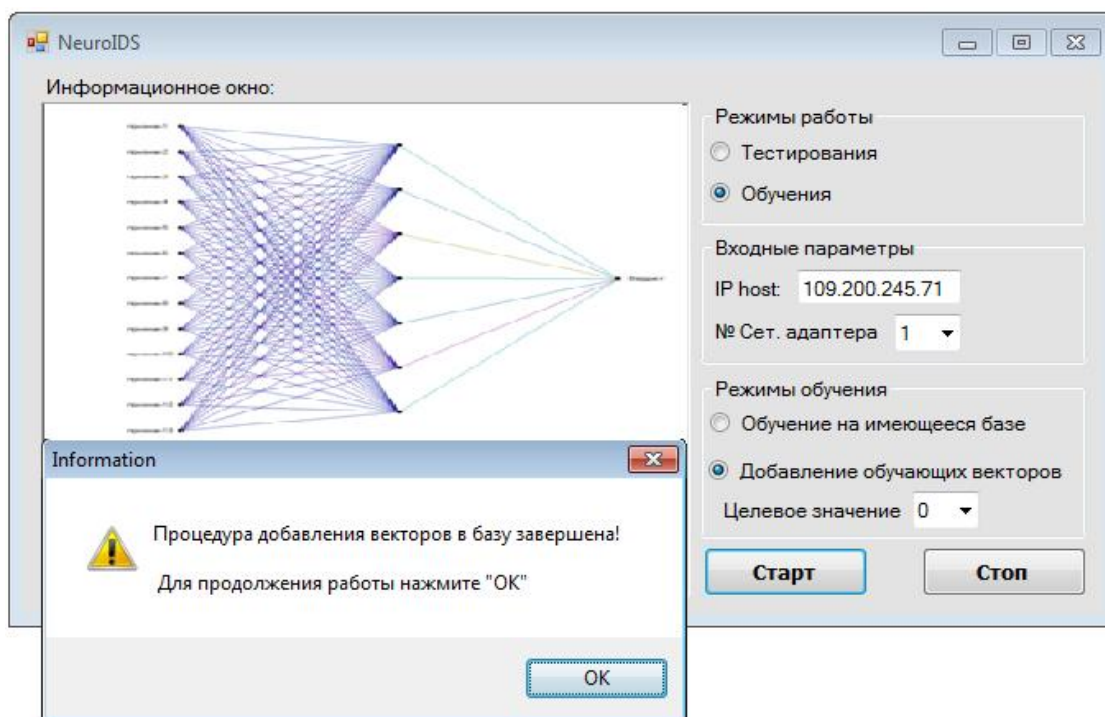 NeuroIDS
Информационное окно:
Режимы работы
Тестирования
Обучения
Входные параметры
IP host: 109.200.245.71
№ Сет. адаптера 1
Режимы обучения
Обучение на имеющееся базе
Добавление обучающих векторов
Целевое значение 0
Старт Стоп
Information
Процедура добавления векторов в базу завершена!
Для продолжения работы нажмите "OK"
OK